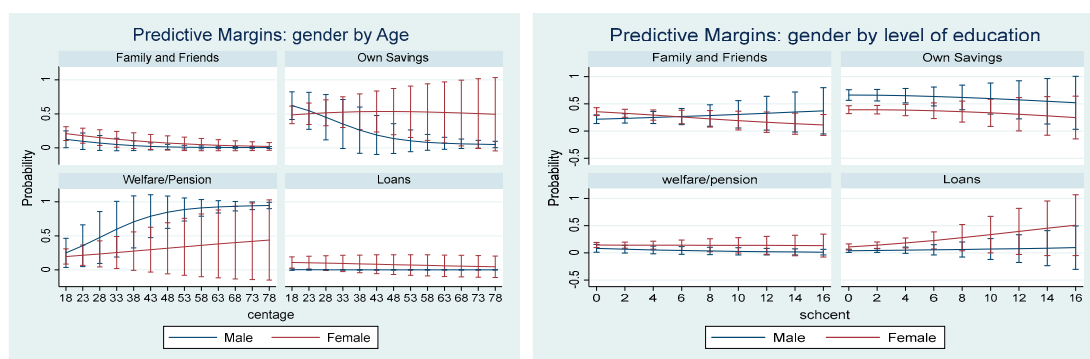 Predictive Margins: gender by Age
Family and Friends
Own Savings
1
0.5
0
Welfare/Pension
Loans
1
0.5
0
Probability
18 23 28 33 38 43 48 53 58 63 68 73 78
18 23 28 33 38 43 48 53 58 63 68 73 78
centage
Male
Female
Predictive Margins: gender by level of education
Family and Friends
Own Savings
1
0.5
0
-0.5
welfare/pension
Loans
1
0.5
0
-0.5
Probability
0 2 4 6 8 10 12 14 16
0 2 4 6 8 10 12 14 16
schcent
Male
Female